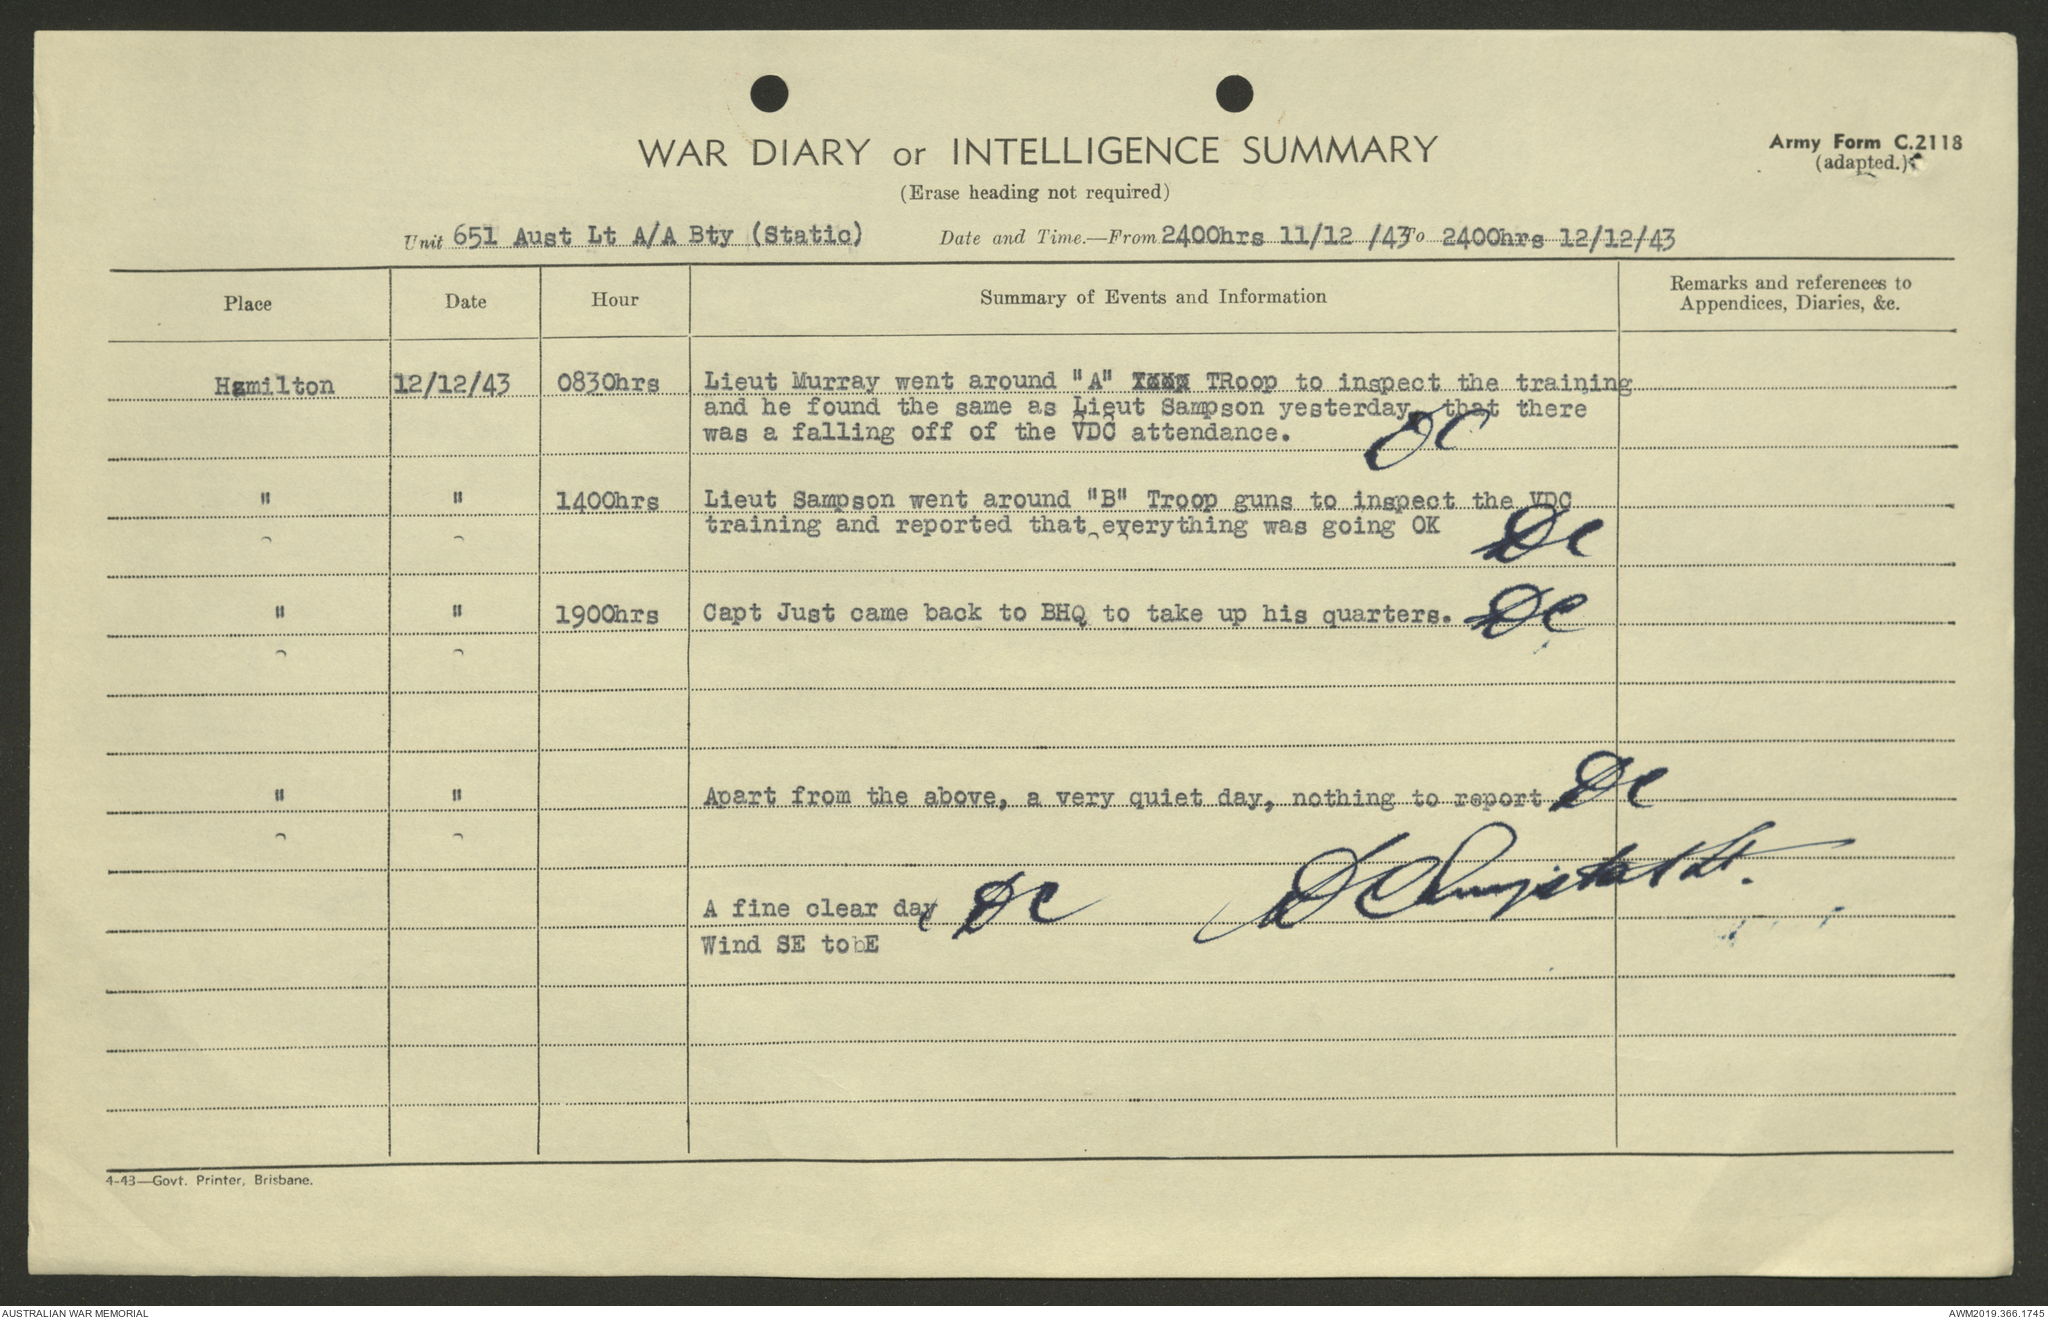 WAR DIARY or INTELLIGENCE SUMMARY
Army Form C.2118
(adapted.)
(Erase heading not required)
Unit 651 Aust Lt A/A Bty (Static) Date and Time.—From 2400hrs 11/12 /43 To 2400hrs 12/12/43
Place Date Hour Summary of Events and Information Remarks and references to
Appendices, Diaries, &c.
Hamilton 12/12/43 0830hrs Lieut Murray went around "A" TRoop to inspect the training
and he found the same as Lieut Sampson yesterday, that there
was a falling off of the VDC attendance. DC
" " 1400hrs Lieut Sampson went around "B" Troop guns to inspect the VDC
training and reported that everything was going OK DC
" " 1900hrs Capt Just came back to BHQ to take up his quarters. DC
" " Apart from the above, a very quiet day, nothing to report DC
A fine clear day DC
DC Lt.
Wind SE tobE
4-43—Govt. Printer, Brisbane.
AUSTRALIAN WAR MEMORIAL AWM2019.366.1745